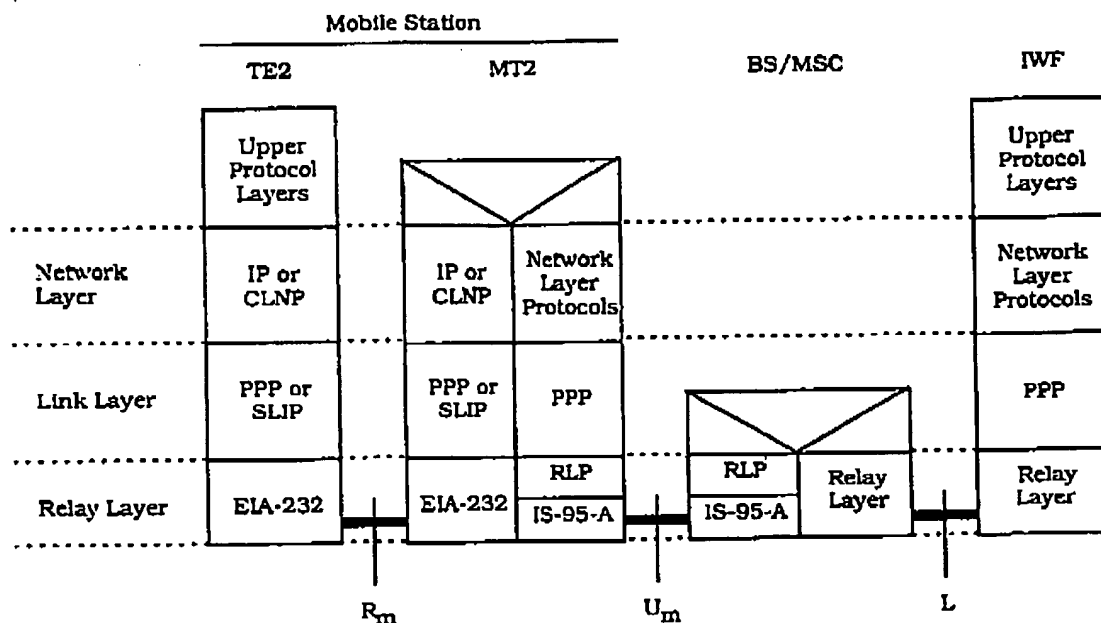 Mobile Station
TE2
MT2
BS/MSC
IWF
Upper
Protocol
Layers
Upper
Protocol
Layers
Network
Layer
IP or
CLNP
IP or
CLNP
Network
Layer
Protocols
Network
Layer
Protocols
Link Layer
PPP or
SLIP
PPP or
SLIP
PPP
PPP
Relay Layer
EIA-232
EIA-232
RLP
IS-95-A
RLP
IS-95-A
Relay
Layer
Relay
Layer
Rm
Um
L